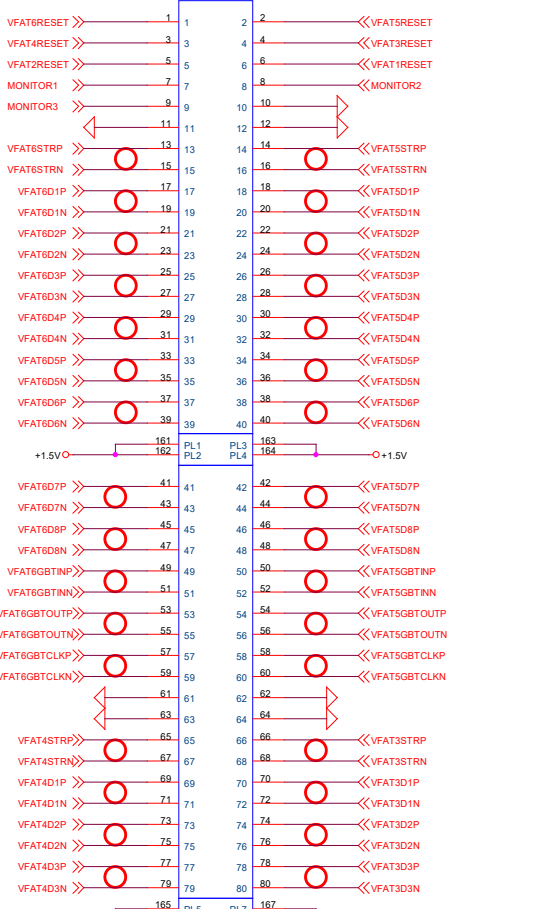 VFAT6RESET 1 1 2 2 VFAT5RESET
VFAT4RESET 3 3 4 4 VFAT3RESET
VFAT2RESET 5 5 6 6 VFAT1RESET
MONITOR1 7 7 8 8 MONITOR2
MONITOR3 9 9 10 10
11 11 12 12
VFAT6STRP 13 13 14 14 VFAT5STRP
VFAT6STRN 15 15 16 16 VFAT5STRN
VFAT6D1P 17 17 18 18 VFAT5D1P
VFAT6D1N 19 19 20 20 VFAT5D1N
VFAT6D2P 21 21 22 22 VFAT5D2P
VFAT6D2N 23 23 24 24 VFAT5D2N
VFAT6D3P 25 25 26 26 VFAT5D3P
VFAT6D3N 27 27 28 28 VFAT5D3N
VFAT6D4P 29 29 30 30 VFAT5D4P
VFAT6D4N 31 31 32 32 VFAT5D4N
VFAT6D5P 33 33 34 34 VFAT5D5P
VFAT6D5N 35 35 36 36 VFAT5D5N
VFAT6D6P 37 37 38 38 VFAT5D6P
VFAT6D6N 39 39 40 40 VFAT5D6N
161 PL1 PL3 163
+1.5V 162 PL2 PL4 164 +1.5V
VFAT6D7P 41 41 42 42 VFAT5D7P
VFAT6D7N 43 43 44 44 VFAT5D7N
VFAT6D8P 45 45 46 46 VFAT5D8P
VFAT6D8N 47 47 48 48 VFAT5D8N
VFAT6GBTINP 49 49 50 50 VFAT5GBTINP
VFAT6GBTINN 51 51 52 52 VFAT5GBTINN
VFAT6GBTOUTP 53 53 54 54 VFAT5GBTOUTP
VFAT6GBTOUTN 55 55 56 56 VFAT5GBTOUTN
VFAT6GBTCLKP 57 57 58 58 VFAT5GBTCLKP
VFAT6GBTCLKN 59 59 60 60 VFAT5GBTCLKN
61 61 62 62
63 63 64 64
VFAT4STRP 65 65 66 66 VFAT3STRP
VFAT4STRN 67 67 68 68 VFAT3STRN
VFAT4D1P 69 69 70 70 VFAT3D1P
VFAT4D1N 71 71 72 72 VFAT3D1N
VFAT4D2P 73 73 74 74 VFAT3D2P
VFAT4D2N 75 75 76 76 VFAT3D2N
VFAT4D3P 77 77 78 78 VFAT3D3P
VFAT4D3N 79 79 80 80 VFAT3D3N
165 PL5 PL7 167